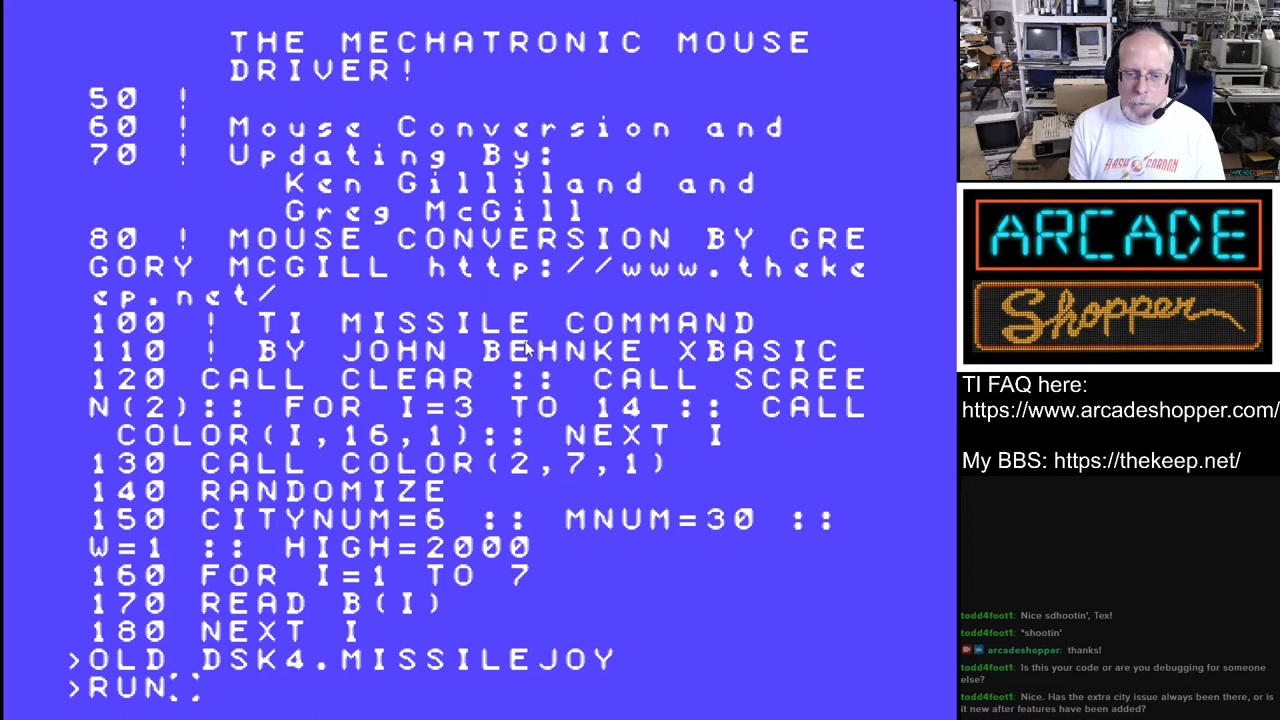 THE MECHATRONIC MOUSE
DRIVER!
50 !
60 ! Mouse Conversion and
70 ! Updating By:
Ken Gilliland and
Greg McGill
80 ! MOUSE CONVERSION BY GRE
GORY MCGILL http://www.theke
ep.net/
100 ! TI MISSILE COMMAND
110 ! BY JOHN BEHNKE XBASIC
120 CALL CLEAR :: CALL SCREE
N(2):: FOR I=3 TO 14 :: CALL
COLOR(I,16,1):: NEXT I
130 CALL COLOR(2,7,1)
140 RANDOMIZE
150 CITYNUM=6 :: MNUM=30 ::
W=1 :: HIGH=2000
160 FOR I=1 TO 7
170 READ B(I)
180 NEXT I
>OLD DSK1.MISSILEJOY
>RUN
FLASH GORDON
ARCADE
Shopper
TI FAQ here:
https://www.arcadeshopper.com/
My BBS: https://thekeep.net/
todd4foot1: Nice sdhootin', Tex!
todd4foot1: *shootin'
arcadeshopper: thanks!
todd4foot1: Is this your code or are you debugging for someone
else?
todd4foot1: Nice. Has the extra city issue always been there, or is
it new after features have been added?